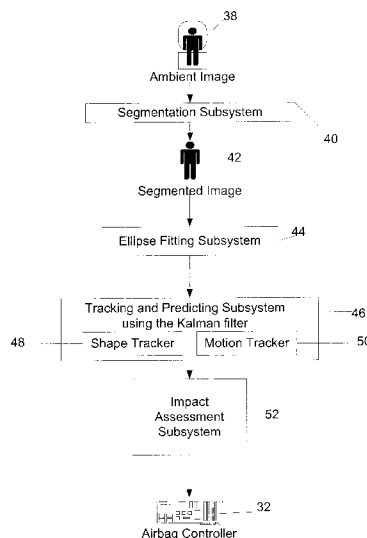 38
Ambient Image
Segmentation Subsystem
40
42
Segmented Image
44
Ellipse Fitting Subsystem
Tracking and Predicting Subsystem
using the Kalman filter
46
48
Shape Tracker
Motion Tracker
50
Impact
Assessment
Subsystem
52
32
Airbag Controller